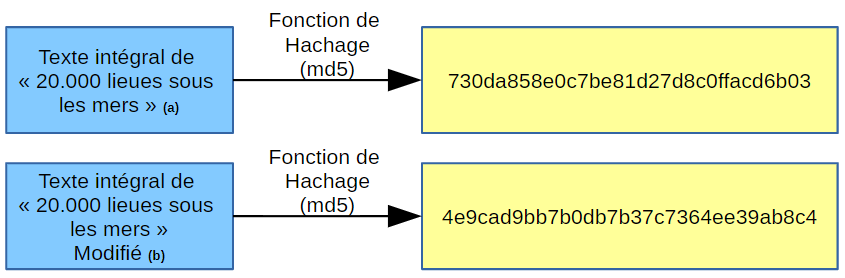 Texte intégral de
« 20.000 lieues sous
les mers » (a)
Fonction de
Hachage
(md5)
730da858e0c7be81d27d8c0ffacd6b03
Texte intégral de
« 20.000 lieues sous
les mers »
Modifié (b)
Fonction de
Hachage
(md5)
4e9cad9bb7b0db7b37c7364ee39ab8c4